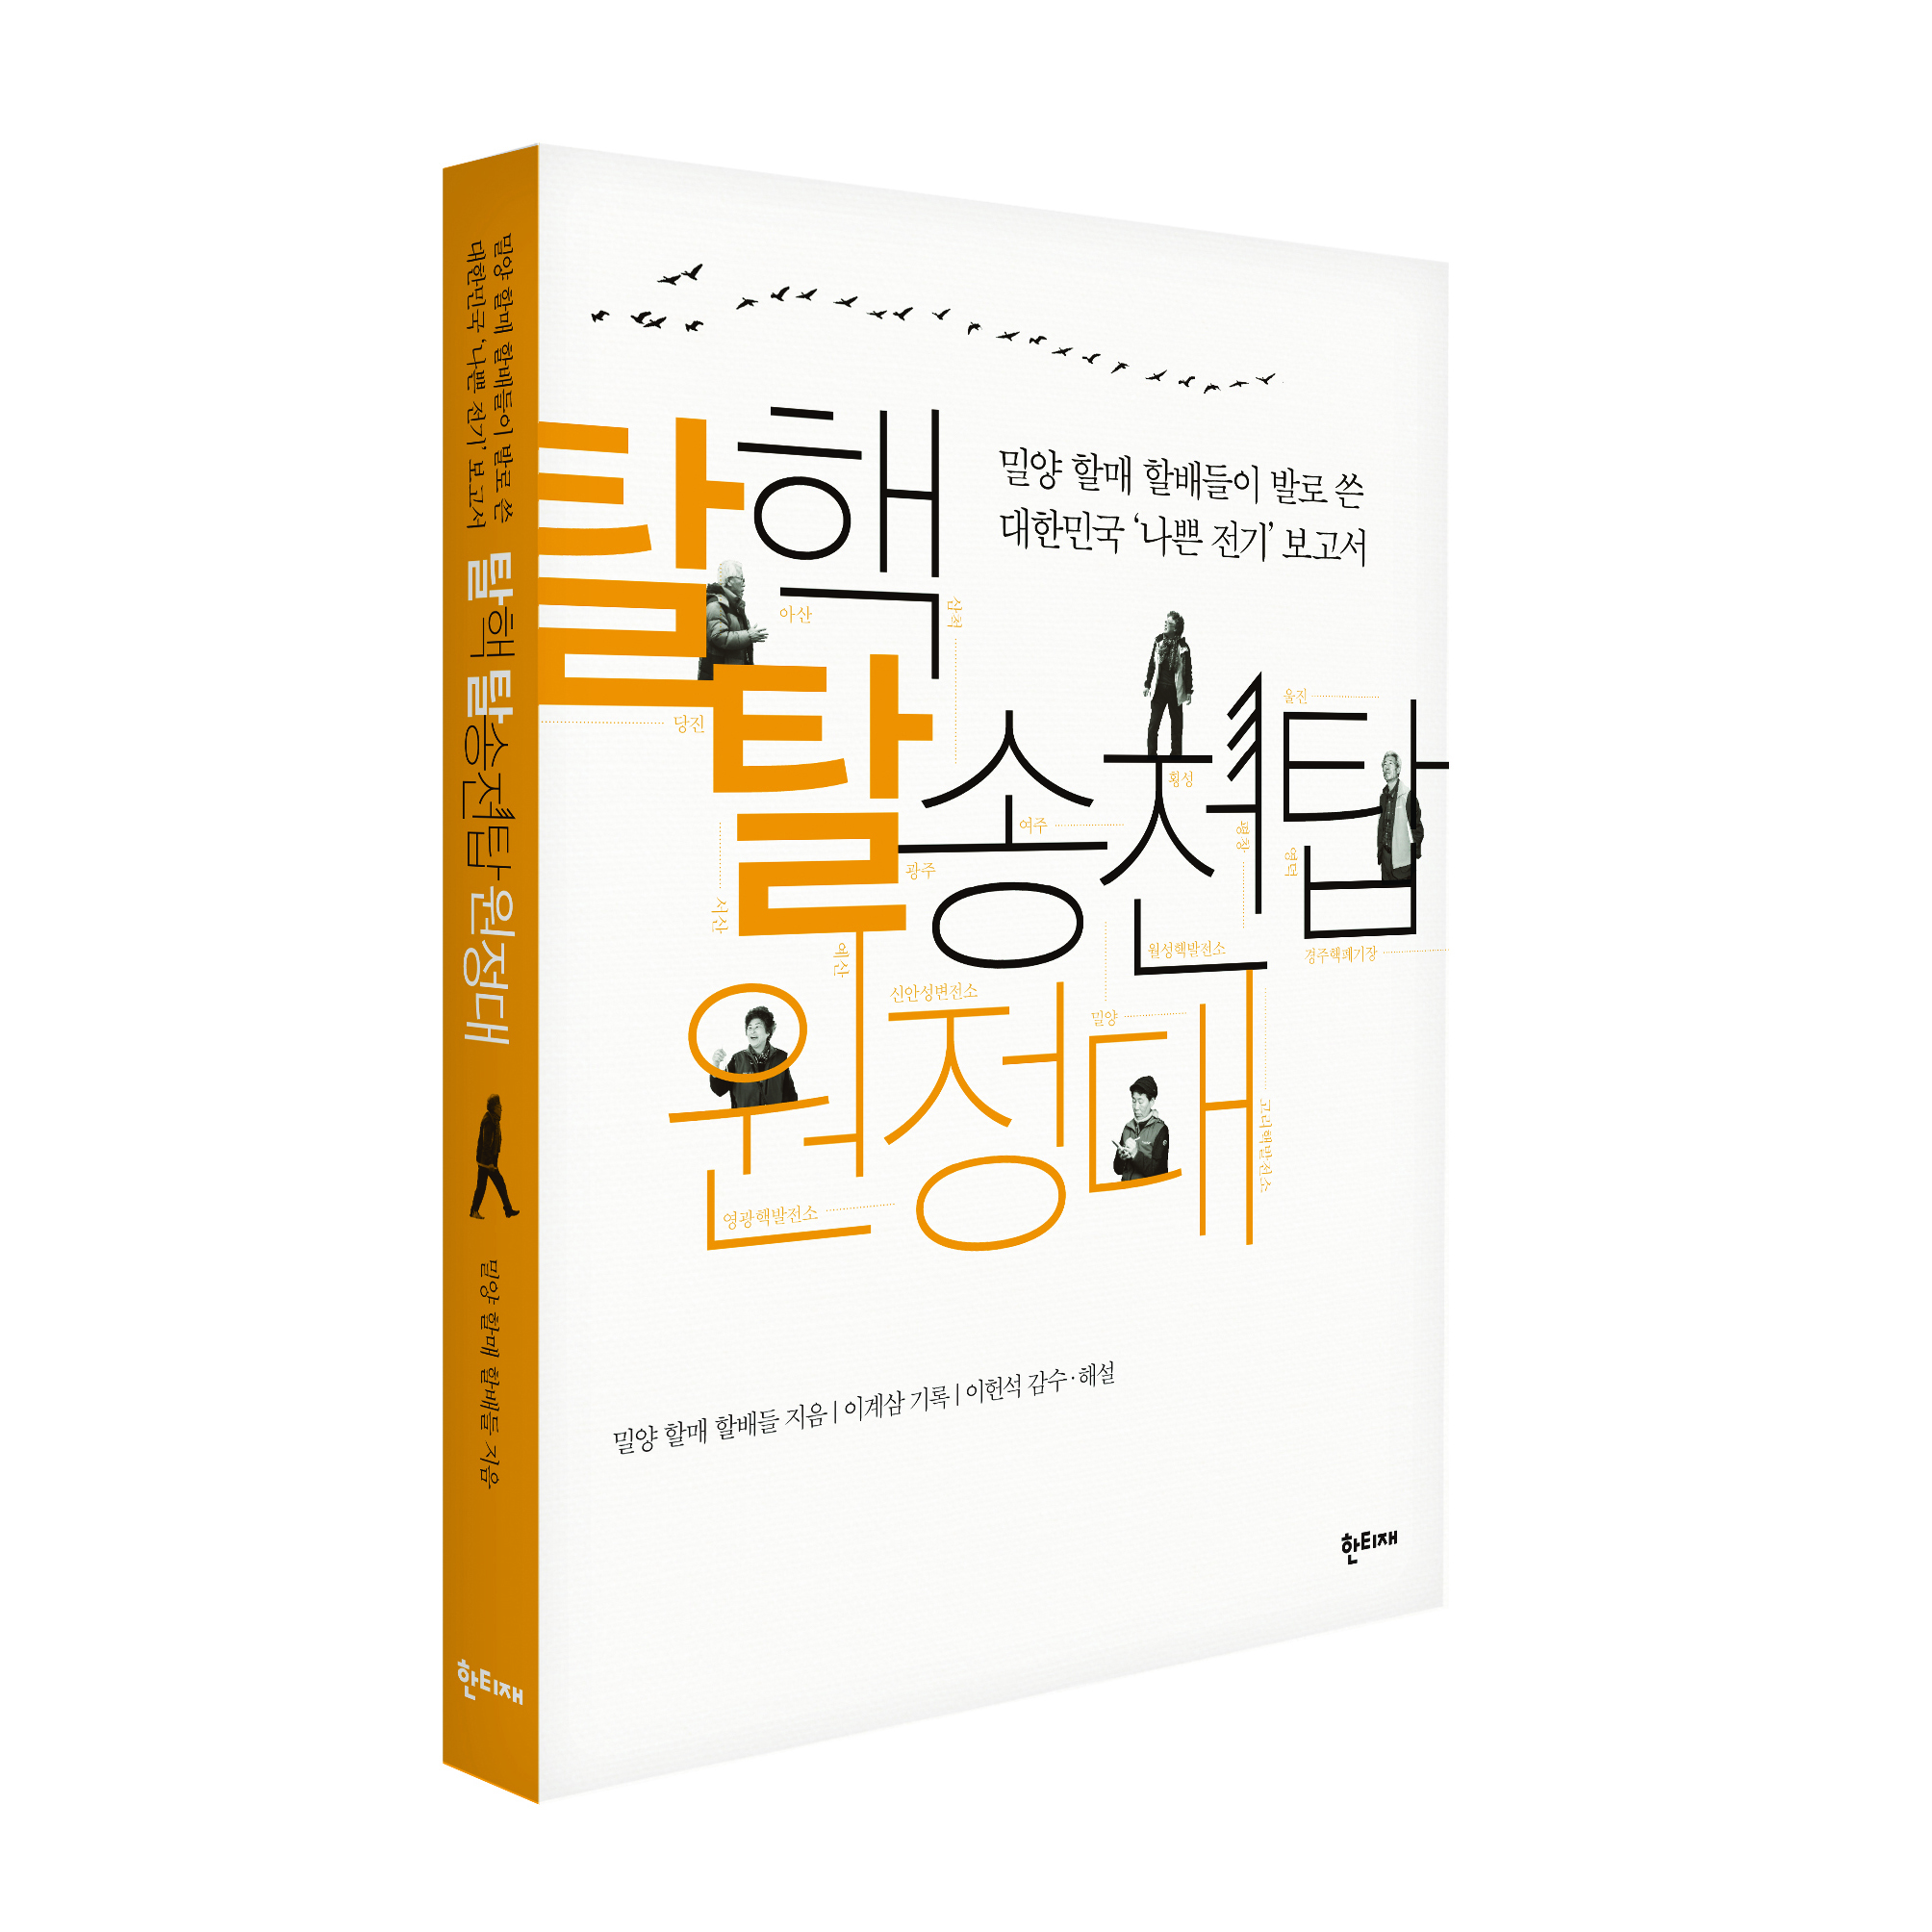 밀양 할매 할배들이 발로 쓴
대한민국 '나쁜 전기' 보고서
탈핵 탈송전탑 원정대
밀양 할매 할배들 지음
한티재
밀양 할매 할배들이 발로 쓴
대한민국 '나쁜 전기' 보고서
탈핵
아산
당진
탈송전탑
울진
횡성
여주
평창
영덕
광주
서산
예산
월성핵발전소
경주핵폐기장
신안성변전소
밀양
원정대
고리핵발전소
영광핵발전소
밀양 할매 할배들 지음 | 이계삼 기록 | 이헌석 감수·해설
한티재